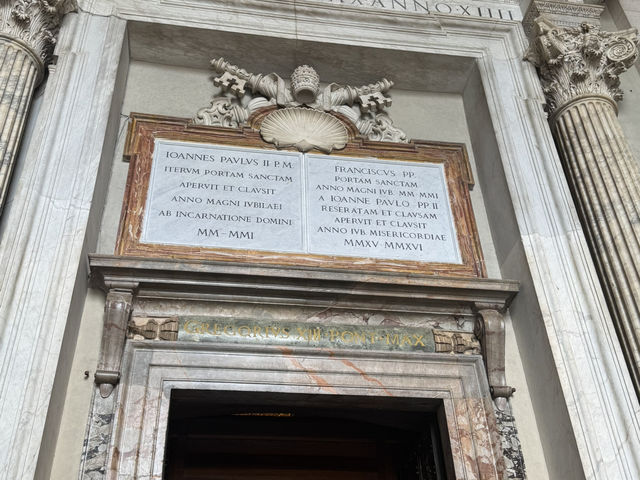 ANNO XIIII
IOANNES PAVLVS II P.M.
ITERVM PORTAM SANCTAM
APERVIT ET CLAVSIT
ANNO MAGNI IVBILAEI
AB INCARNATIONE DOMINI
MM-MMI
FRANCISCVS PP.
PORTAM SANCTAM
ANNO MAGNI IVB. MM-MMI
A IOANNE PAVLO PP. II
RESERATAM ET CLAVSAM
APERVIT ET CLAVSIT
ANNO IVB. MISERICORDIAE
MMXV-MMXVI
GREGORIVS XIII PONT MAX